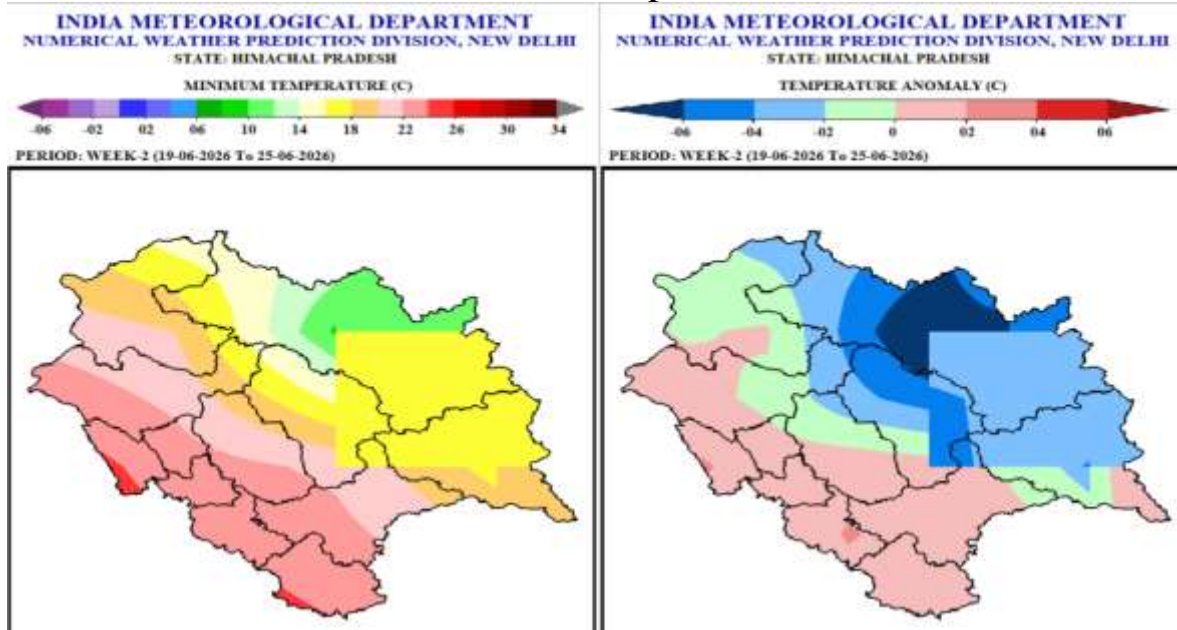 INDIA METEOROLOGICAL DEPARTMENT
NUMERICAL WEATHER PREDICTION DIVISION, NEW DELHI
STATE: HIMACHAL PRADESH
MINIMUM TEMPERATURE (C)
-06 -02 02 06 10 14 18 22 26 30 34
PERIOD: WEEK-2 (19-06-2026 To 25-06-2026)
INDIA METEOROLOGICAL DEPARTMENT
NUMERICAL WEATHER PREDICTION DIVISION, NEW DELHI
STATE: HIMACHAL PRADESH
TEMPERATURE ANOMALY (C)
-06 -04 -02 0 02 04 06
PERIOD: WEEK-2 (19-06-2026 To 25-06-2026)